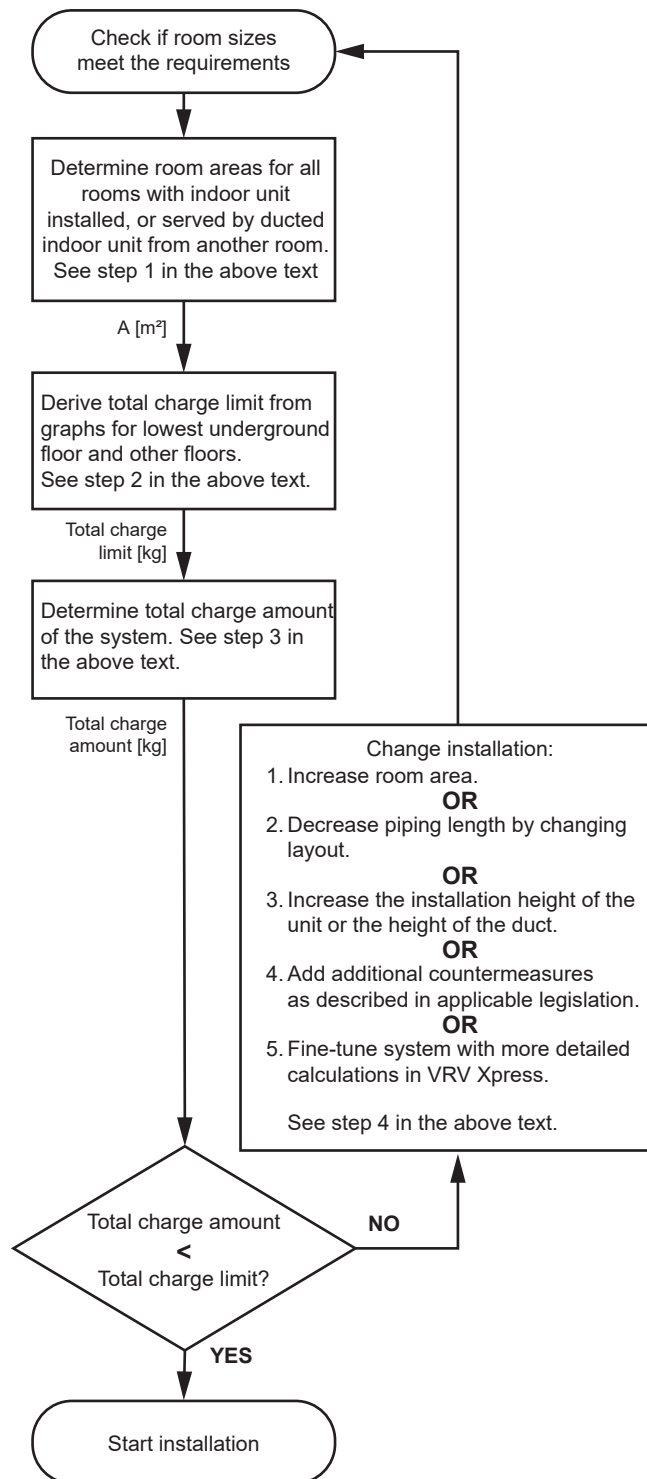 Check if room sizes
meet the requirements
Determine room areas for all
rooms with indoor unit
installed, or served by ducted
indoor unit from another room.
See step 1 in the above text
A [m²]
Derive total charge limit from
graphs for lowest underground
floor and other floors.
See step 2 in the above text.
Total charge
limit [kg]
Determine total charge amount
of the system. See step 3 in
the above text.
Total charge
amount [kg]
Change installation:
1. Increase room area.
OR
2. Decrease piping length by changing
layout.
OR
3. Increase the installation height of the
unit or the height of the duct.
OR
4. Add additional countermeasures
as described in applicable legislation.
OR
5. Fine-tune system with more detailed
calculations in VRV Xpress.
See step 4 in the above text.
Total charge amount
<
Total charge limit?
NO
YES
Start installation